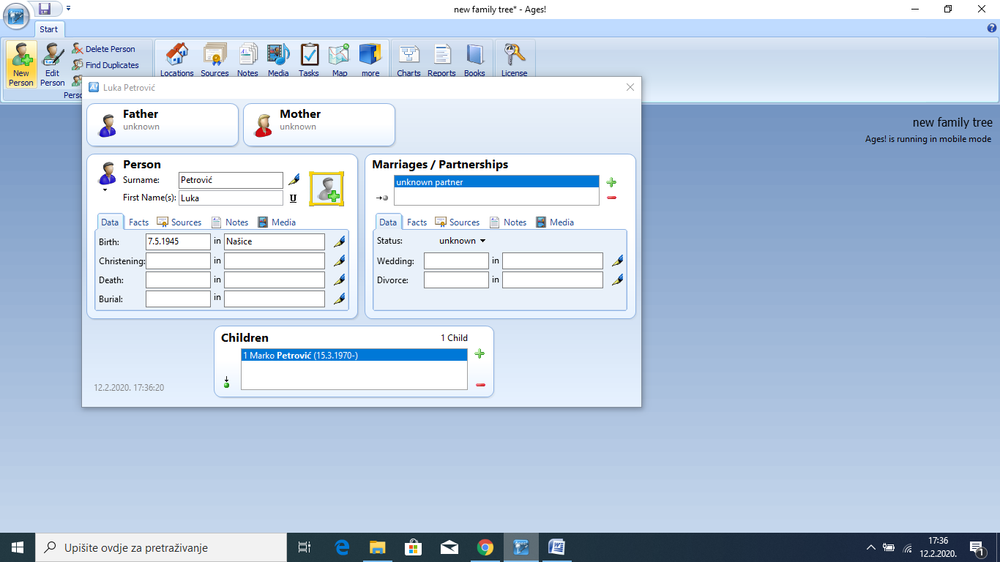 new family tree* - Ages!
Start
New Person
Edit Person
Delete Person
Find Duplicates
Locations Sources Notes Media Tasks Map more Charts Reports Books License
new family tree
Ages! is running in mobile mode
Luka Petrović
Father
unknown
Mother
unknown
Person
Surname: Petrović
First Name(s): Luka U
Data Facts Sources Notes Media
Birth: 7.5.1945 in Našice
Christening: in
Death: in
Burial: in
Marriages / Partnerships
unknown partner
Data Facts Sources Notes Media
Status: unknown
Wedding: in
Divorce: in
Children 1 Child
1 Marko Petrović (15.3.1970-)
12.2.2020. 17:36:20
Upišite ovdje za pretraživanje
17:36
12.2.2020.
1